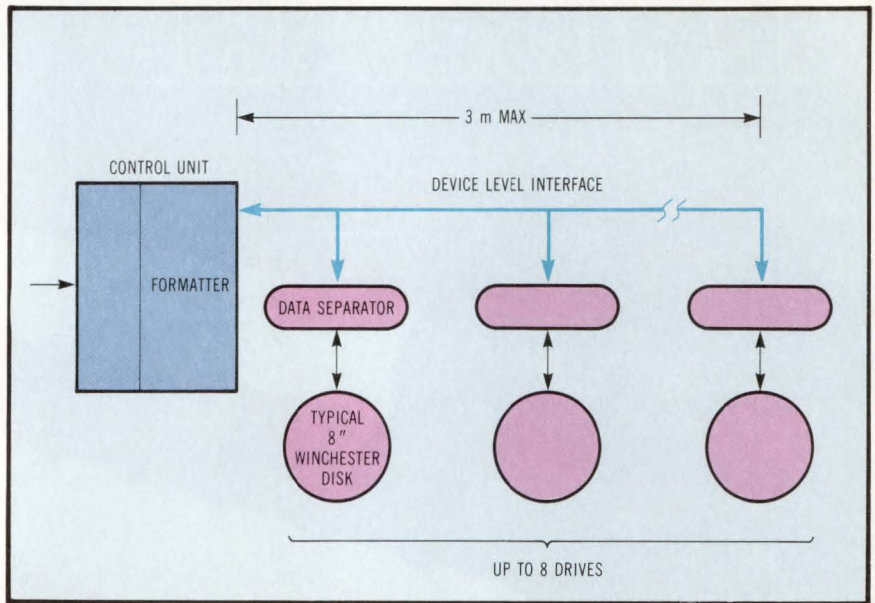 3 m MAX
CONTROL UNIT
DEVICE LEVEL INTERFACE
FORMATTER
DATA SEPARATOR
TYPICAL
8"
WINCHESTER
DISK
UP TO 8 DRIVES